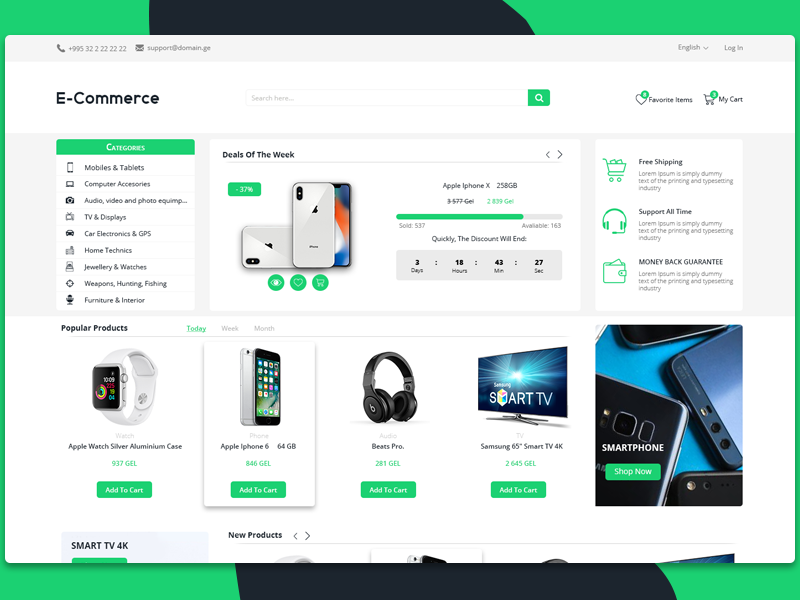 +995 32 2 22 22 22
support@domain.ge
English
Log In
E-Commerce
Search here...
Favorite Items
My Cart
Categories
Mobiles & Tablets
Computer Accesories
Audio, video and photo equimp...
TV & Displays
Car Electronics & GPS
Home Technics
Jewellery & Watches
Weapons, Hunting, Fishing
Furniture & Interior
Deals Of The Week
- 37%
Apple Iphone X 258GB
3 577 Gel 2 839 Gel
Sold: 537 Available: 163
Quickly, The Discount Will End:
3 : 18 : 43 : 27
Days Hours Min Sec
Free Shipping
Lorem Ipsum is simply dummy
text of the printing and typesetting
industry
Support All Time
Lorem Ipsum is simply dummy
text of the printing and typesetting
industry
MONEY BACK GUARANTEE
Lorem Ipsum is simply dummy
text of the printing and typesetting
industry
Popular Products
Today Week Month
Watch
Apple Watch Silver Aluminium Case
937 GEL
Add To Cart
Phone
Apple Iphone 6 64 GB
846 GEL
Add To Cart
Audio
Beats Pro.
281 GEL
Add To Cart
Samsung
SMART TV
TV
Samsung 65" Smart TV 4K
2 645 GEL
Add To Cart
SMARTPHONE
Shop Now
SMART TV 4K
New Products